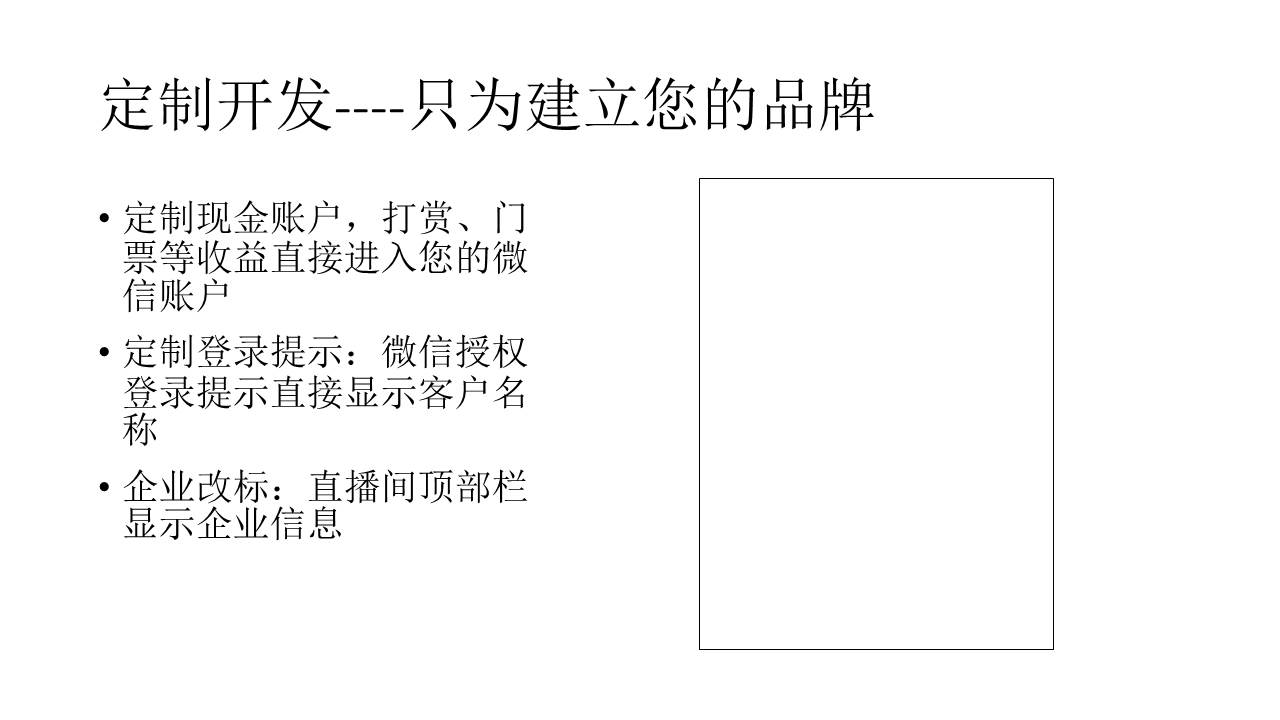 定制开发----只为建立您的品牌
• 定制现金账户，打赏、门
票等收益直接进入您的微
信账户
• 定制登录提示：微信授权
登录提示直接显示客户名
称
• 企业改标：直播间顶部栏
显示企业信息